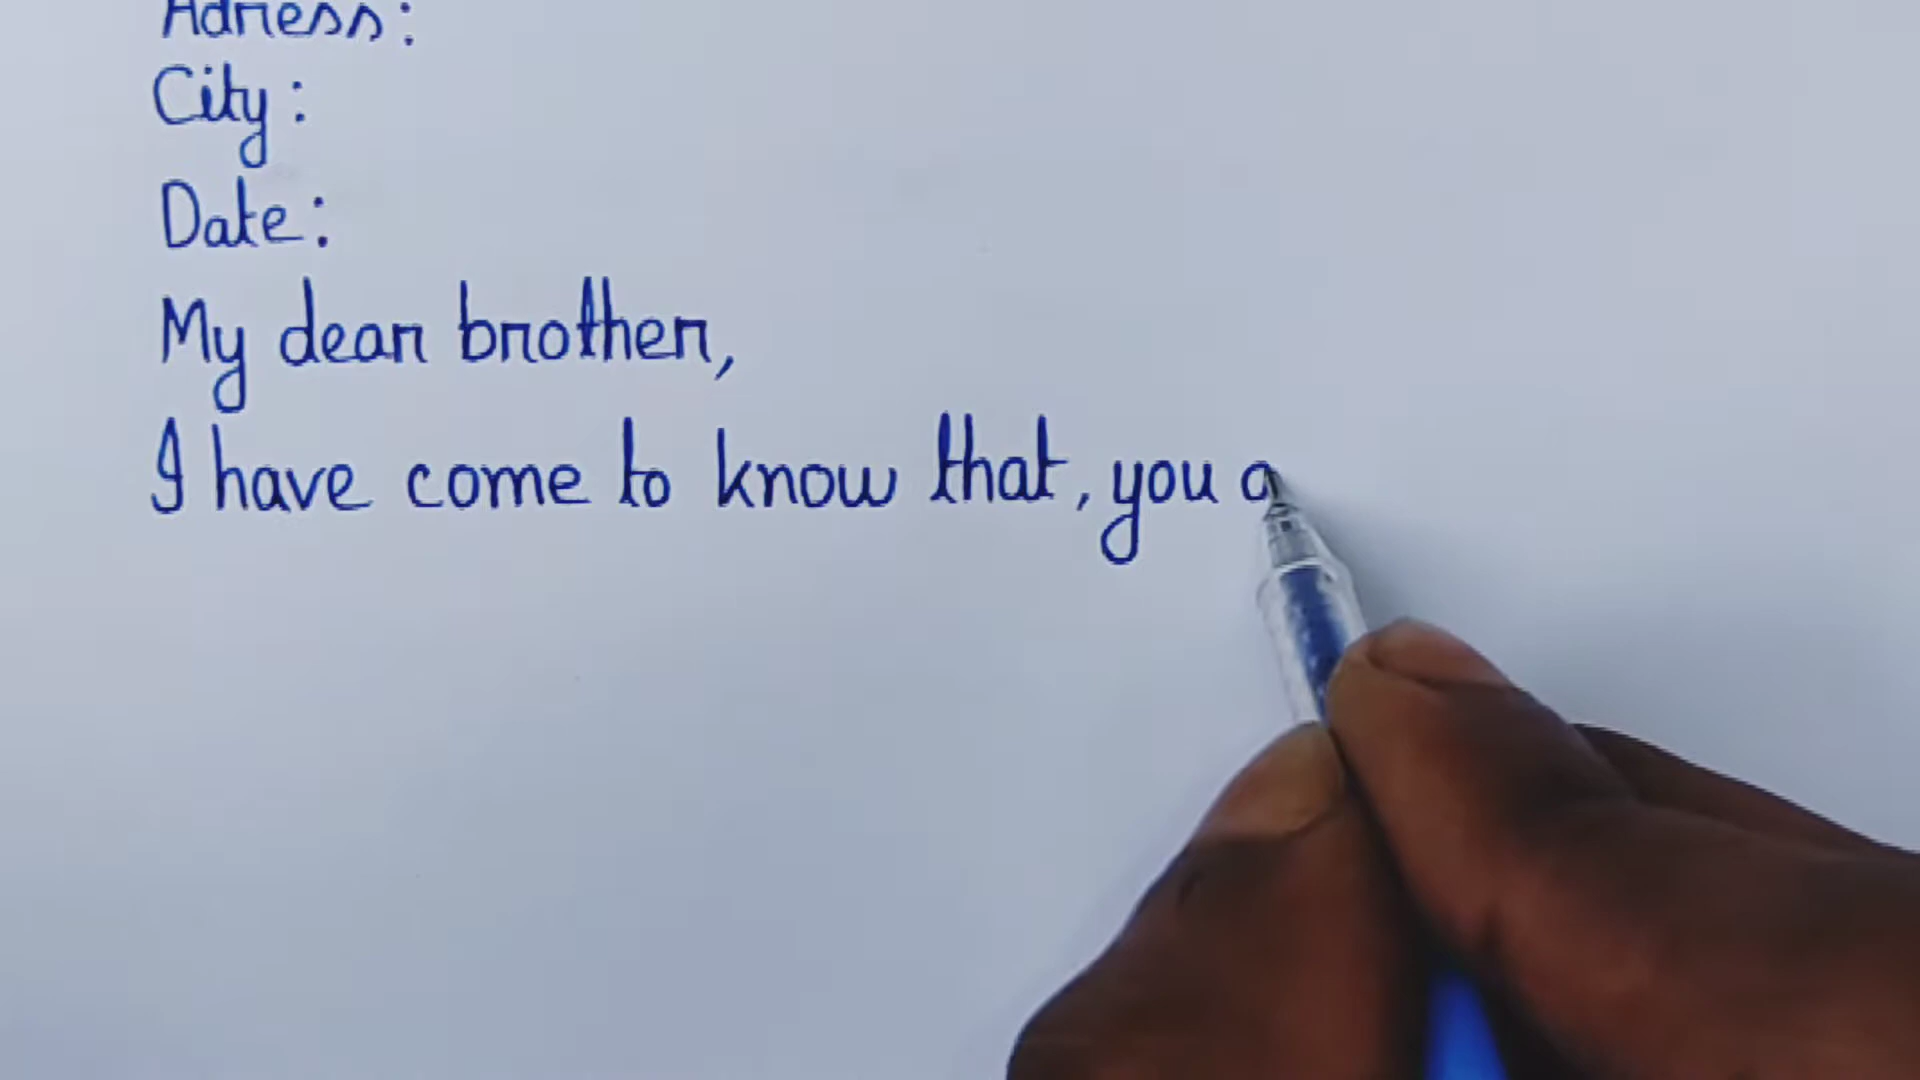 Adress:
City:
Date:
My dear brother,
I have come to know that, you a